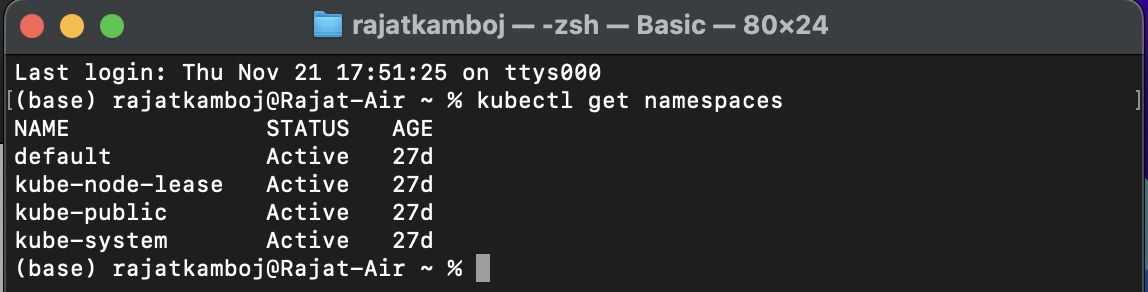 rajatkamboj — -zsh — Basic — 80×24
Last login: Thu Nov 21 17:51:25 on ttys000
[(base) rajatkamboj@Rajat-Air ~ % kubectl get namespaces ]
NAME STATUS AGE
default Active 27d
kube-node-lease Active 27d
kube-public Active 27d
kube-system Active 27d
(base) rajatkamboj@Rajat-Air ~ %